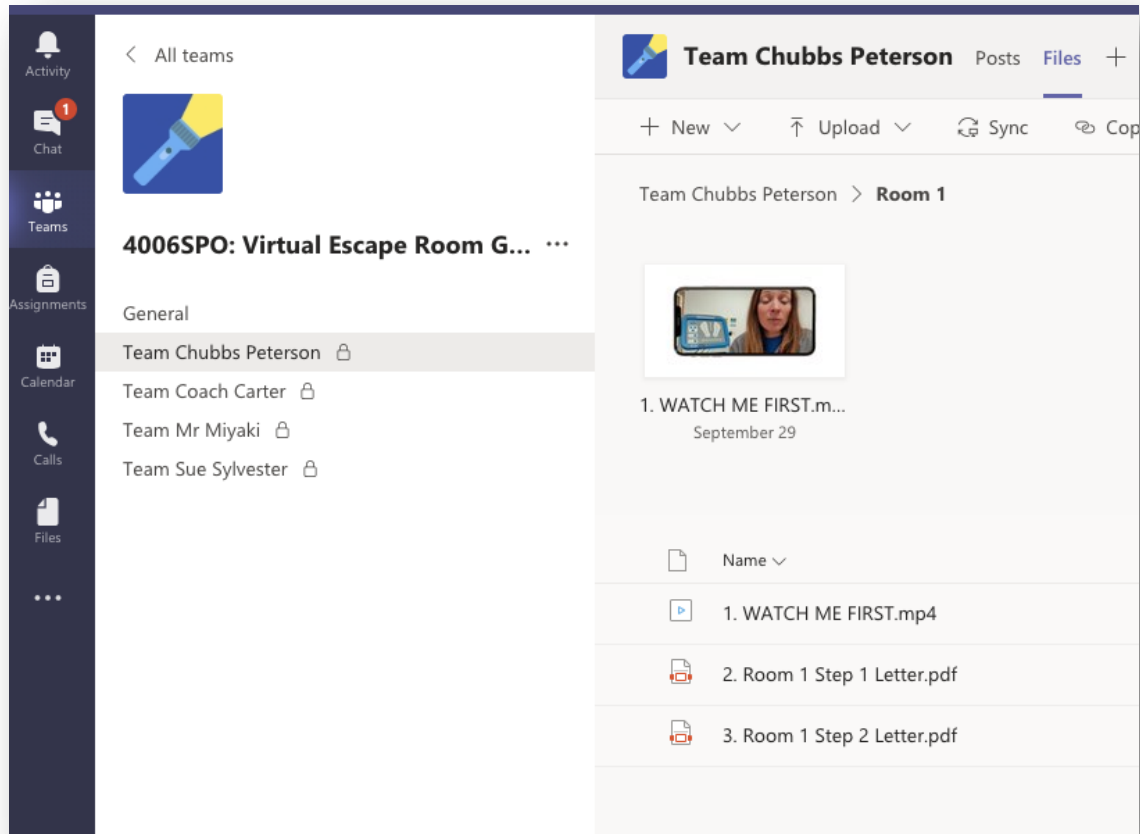 Activity
1
Chat
Teams
Assignments
Calendar
Calls
Files
All teams
4006SPO: Virtual Escape Room G...
General
Team Chubbs Peterson
Team Coach Carter
Team Mr Miyaki
Team Sue Sylvester
Team Chubbs Peterson Posts Files
New Upload Sync Cop
Team Chubbs Peterson > Room 1
1. WATCH ME FIRST.m...
September 29
Name
1. WATCH ME FIRST.mp4
2. Room 1 Step 1 Letter.pdf
3. Room 1 Step 2 Letter.pdf